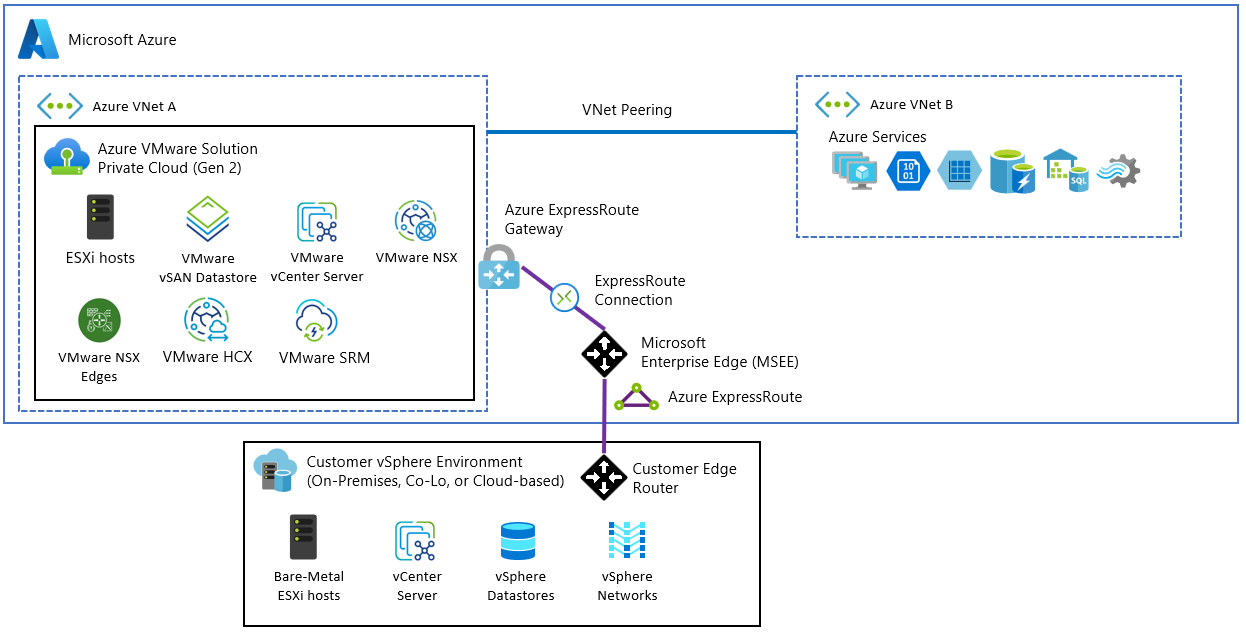 Microsoft Azure
Azure VNet A
Azure VMware Solution
Private Cloud (Gen 2)
ESXi hosts
VMware
vSAN Datastore
VMware
vCenter Server
VMware NSX
VMware NSX
Edges
VMware HCX
VMware SRM
VNet Peering
Azure VNet B
Azure Services
10
01
SQL
Azure ExpressRoute
Gateway
ExpressRoute
Connection
Microsoft
Enterprise Edge (MSEE)
Azure ExpressRoute
Customer vSphere Environment
(On-Premises, Co-Lo, or Cloud-based)
Customer Edge
Router
Bare-Metal
ESXi hosts
vCenter
Server
vSphere
Datastores
vSphere
Networks